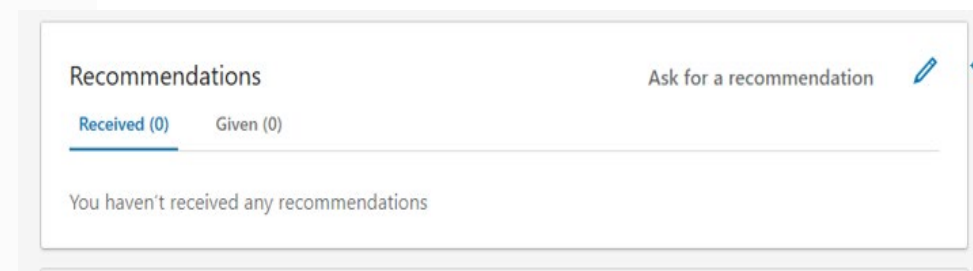 Recommendations Ask for a recommendation
Received (0) Given (0)
You haven't received any recommendations